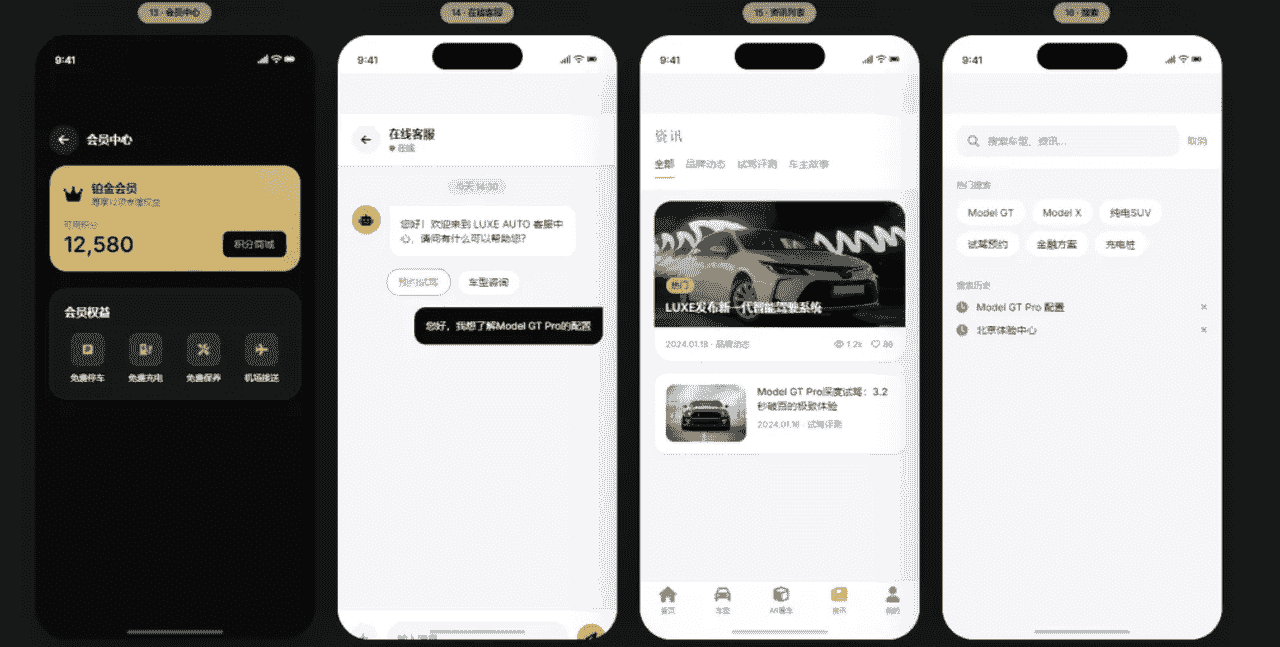 13 · 会员中心
9:41
会员中心
铂金会员
尊享12项专属权益
可用积分
12,580
积分商城
会员权益
免费停车
免费充电
免费保养
机场接送
14 · 在线客服
9:41
在线客服
在线
今天 14:30
您好！欢迎来到 LUXE AUTO 客服中
心，请问有什么可以帮助您？
预约试驾
车型咨询
您好，我想了解Model GT Pro的配置
15 · 资讯列表
9:41
资讯
全部 品牌动态 试驾评测 车主故事
热门
LUXE发布新一代智能驾驶系统
2024.01.18 · 品牌动态
1.2k
Model GT Pro深度试驾：3.2
秒破百的极致体验
2024.01.16 · 试驾评测
首页 车型 AR看车 资讯 我的
16 · 搜索
9:41
搜索车型、资讯...
取消
热门搜索
Model GT Model X 纯电SUV
试驾预约 金融方案 充电桩
搜索历史
Model GT Pro 配置
北京体验中心